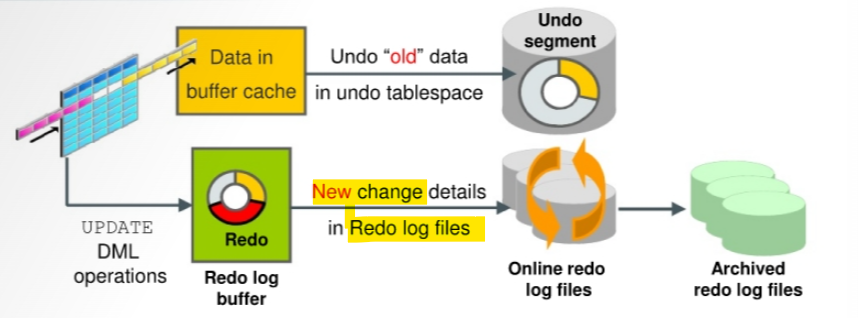 Undo
segment
Data in
buffer cache
Undo “old” data
in undo tablespace
UPDATE
DML
operations
Redo
Redo log
buffer
New change details
in Redo log files
Online redo
log files
Archived
redo log files